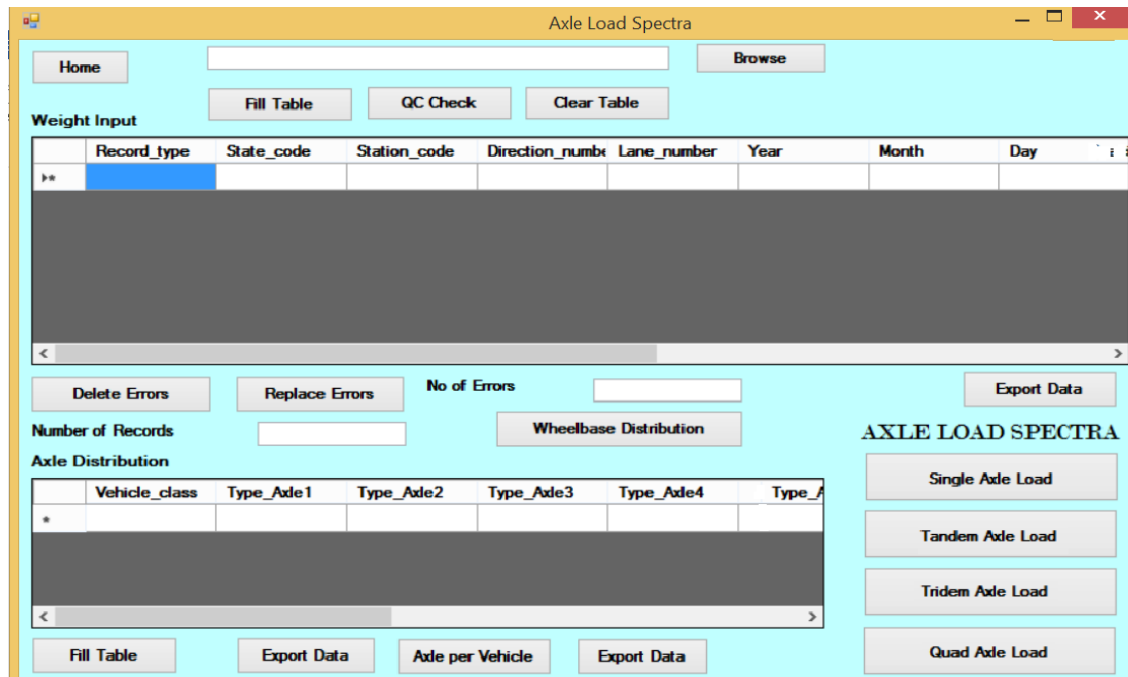 Axle Load Spectra
Home
Browse
Fill Table
QC Check
Clear Table
Weight Input
Record_type State_code Station_code Direction_numbe Lane_number Year Month Day
Delete Errors
Replace Errors
No of Errors
Export Data
Number of Records
Wheelbase Distribution
AXLE LOAD SPECTRA
Axle Distribution
Single Axle Load
Vehicle_class Type_Axle1 Type_Axle2 Type_Axle3 Type_Axle4 Type_A
Tandem Axle Load
Tridem Axle Load
Fill Table
Export Data
Axle per Vehicle
Export Data
Quad Axle Load